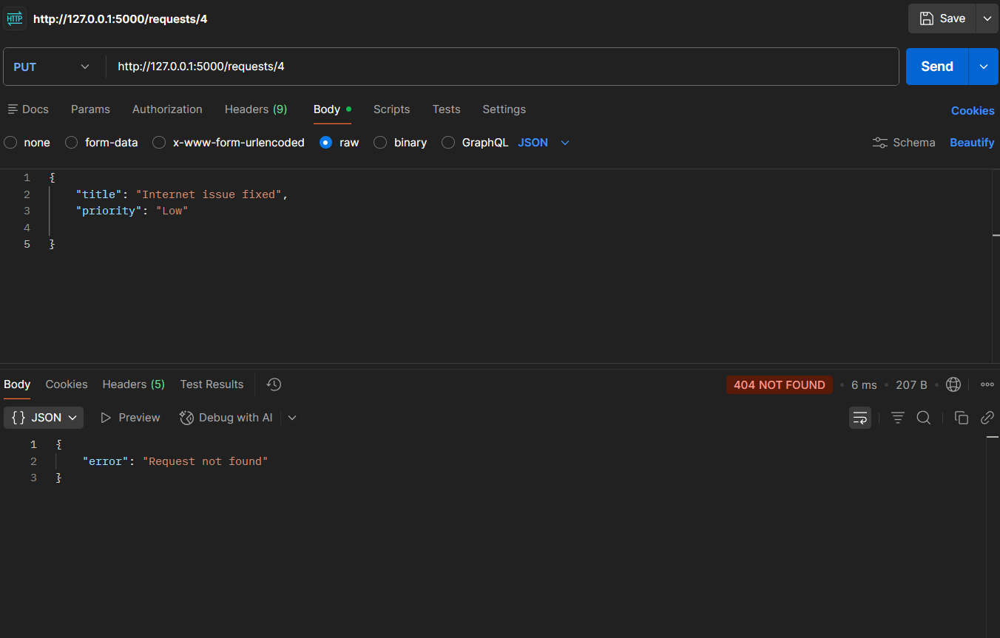 HTTP http://127.0.0.1:5000/requests/4 Save
PUT http://127.0.0.1:5000/requests/4 Send
Docs Params Authorization Headers (9) Body Scripts Tests Settings Cookies
none form-data x-www-form-urlencoded raw binary GraphQL JSON Schema Beautify
1 {
2 "title": "Internet issue fixed",
3 "priority": "Low"
4
5 }
Body Cookies Headers (5) Test Results 404 NOT FOUND 6 ms 207 B
{} JSON Preview Debug with AI
1 {
2 "error": "Request not found"
3 }